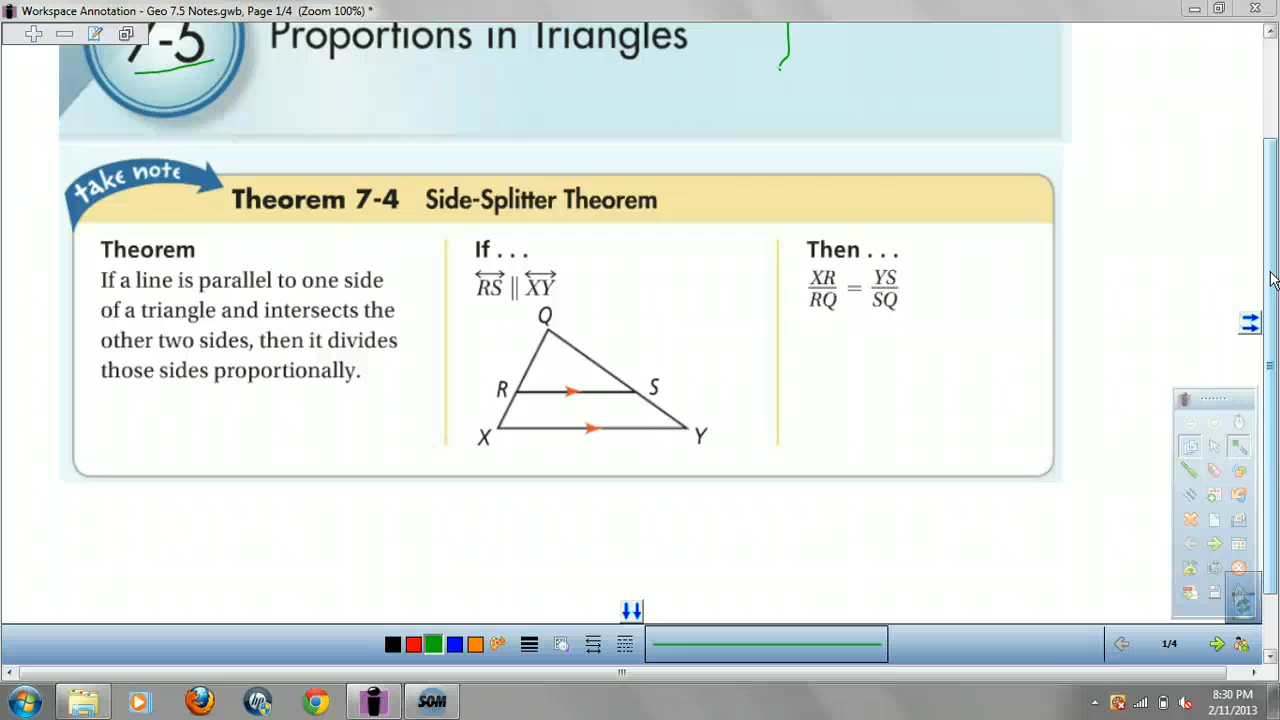 Workspace Annotation - Geo 7.5 Notes.gwb, Page 1/4 (Zoom 100%) *
7-5 Proportions in Triangles
take note
Theorem 7-4 Side-Splitter Theorem
Theorem
If a line is parallel to one side
of a triangle and intersects the
other two sides, then it divides
those sides proportionally.
If . . .
RS || XY
Q
R
S
X
Y
Then . . .
XR/RQ = YS/SQ
1/4
SOM
8:30 PM
2/11/2013